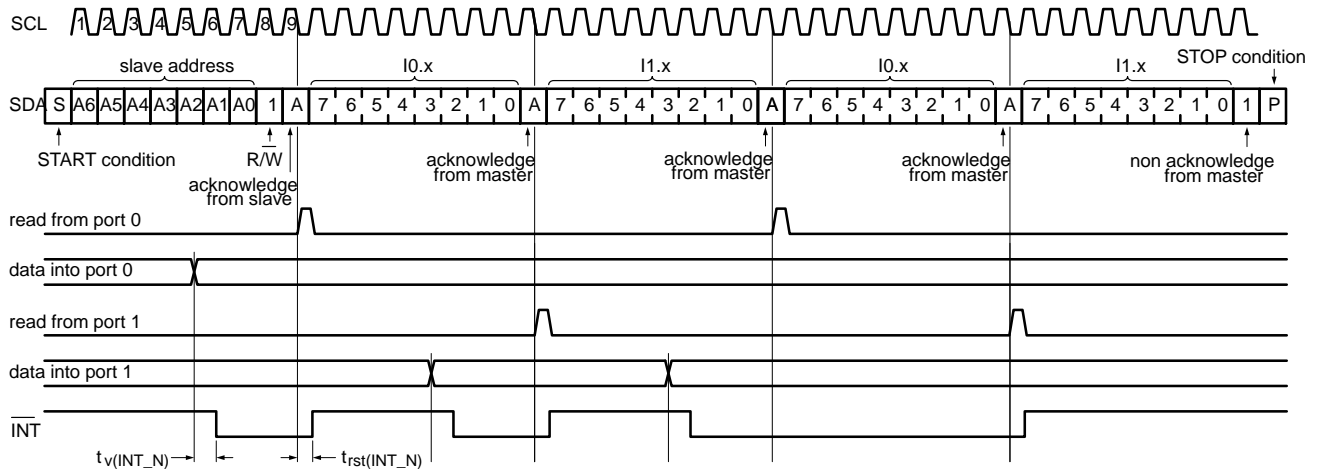 SCL 1 2 3 4 5 6 7 8 9
slave address I0.x I1.x I0.x I1.x STOP condition
SDA S A6 A5 A4 A3 A2 A1 A0 1 A 7 6 5 4 3 2 1 0 A 7 6 5 4 3 2 1 0 A 7 6 5 4 3 2 1 0 A 7 6 5 4 3 2 1 0 1 P
START condition R/W
acknowledge
from slave
acknowledge
from master
acknowledge
from master
acknowledge
from master
non acknowledge
from master
read from port 0
data into port 0
read from port 1
data into port 1
INT
tv(INT_N) trst(INT_N)